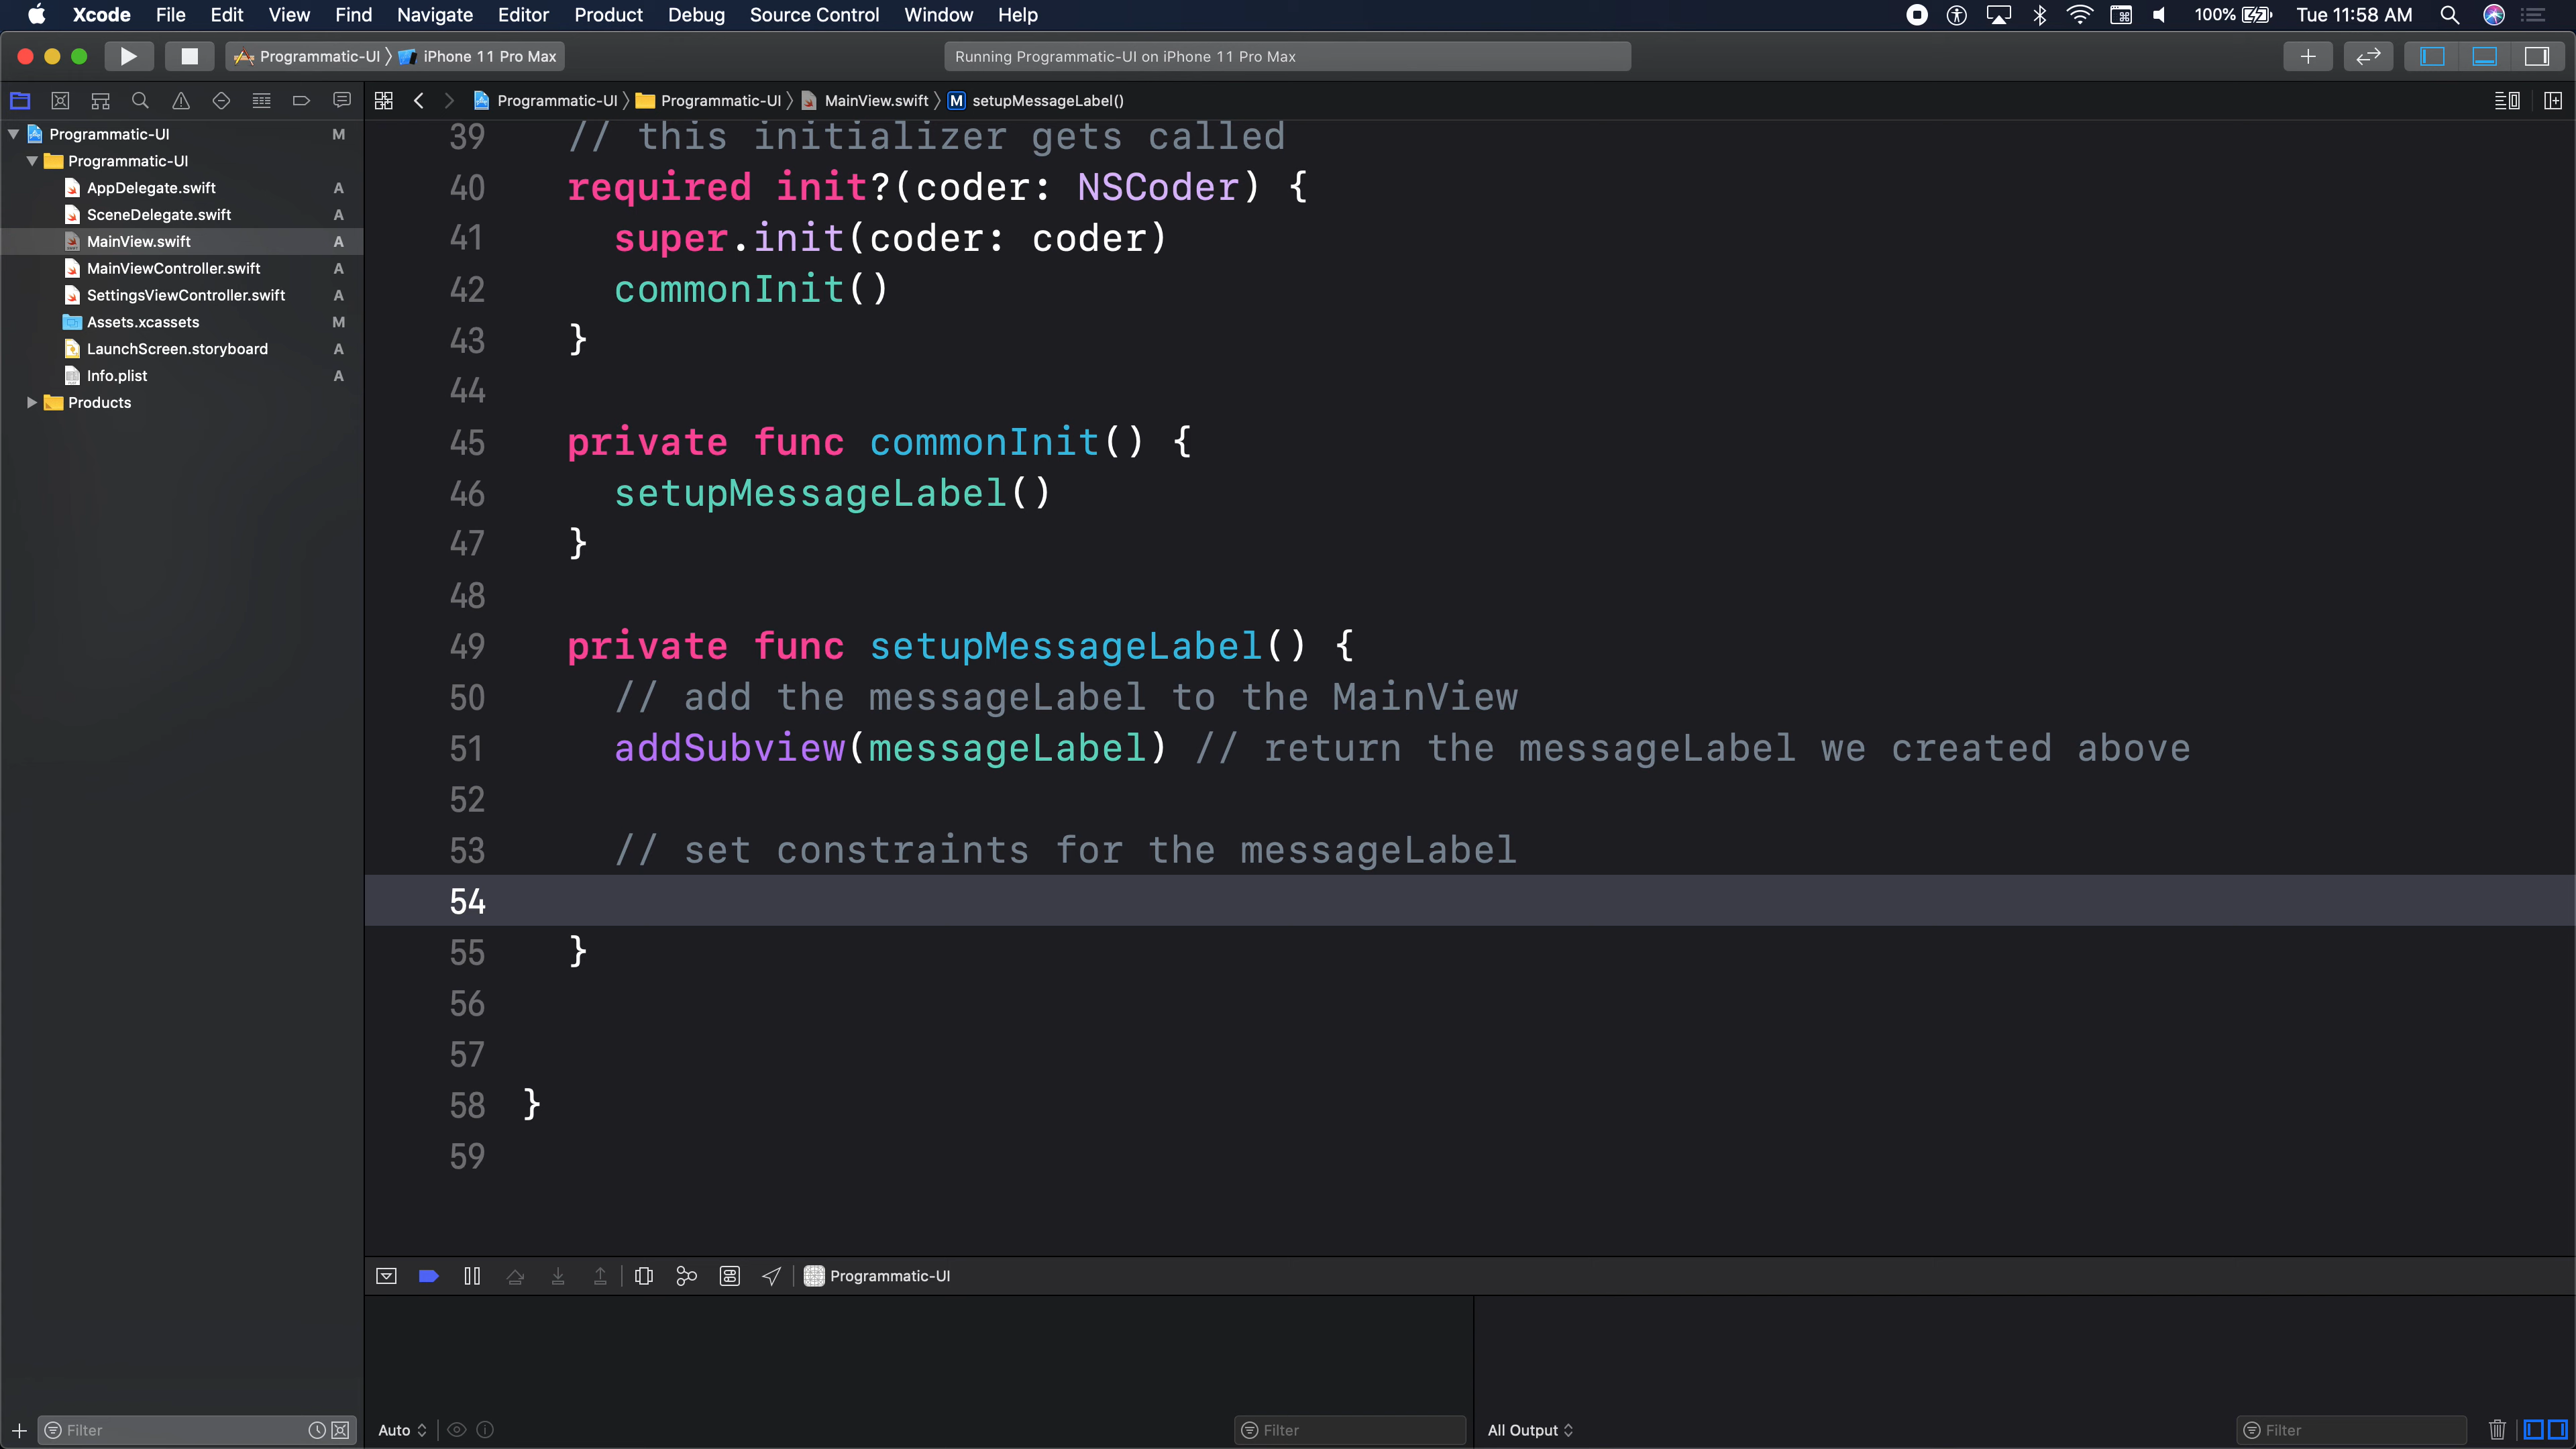 Xcode File Edit View Find Navigate Editor Product Debug Source Control Window Help 100% Tue 11:58 AM
Programmatic-UI iPhone 11 Pro Max Running Programmatic-UI on iPhone 11 Pro Max
Programmatic-UI Programmatic-UI MainView.swift M setupMessageLabel()
Programmatic-UI M
Programmatic-UI
AppDelegate.swift A
SceneDelegate.swift A
MainView.swift A
MainViewController.swift A
SettingsViewController.swift A
Assets.xcassets M
LaunchScreen.storyboard A
Info.plist A
Products
39 // this initializer gets called
40 required init?(coder: NSCoder) {
41 super.init(coder: coder)
42 commonInit()
43 }
44
45 private func commonInit() {
46 setupMessageLabel()
47 }
48
49 private func setupMessageLabel() {
50 // add the messageLabel to the MainView
51 addSubview(messageLabel) // return the messageLabel we created above
52
53 // set constraints for the messageLabel
54
55 }
56
57
58 }
59
Programmatic-UI
Filter Auto Filter All Output Filter